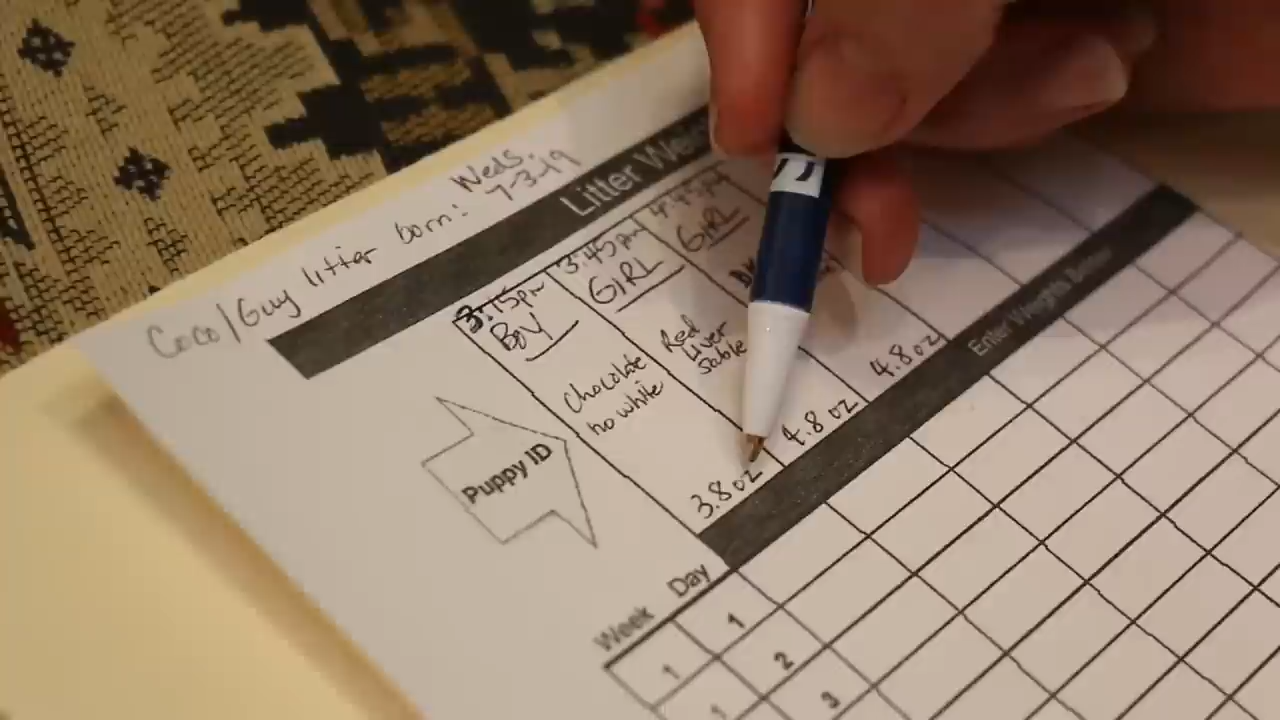 Weds.
Coco/Guy litter born: 7-3-19
Litter
3:15pm
BOY
Chocolate
no white
3.8 oz
3:45pm
GIRL
Red
Liver
Sable
4.8 oz
4:45pm
GIRL
4.8 oz
Puppy ID
Enter Weights Below
Week Day
1 1
1 2
3